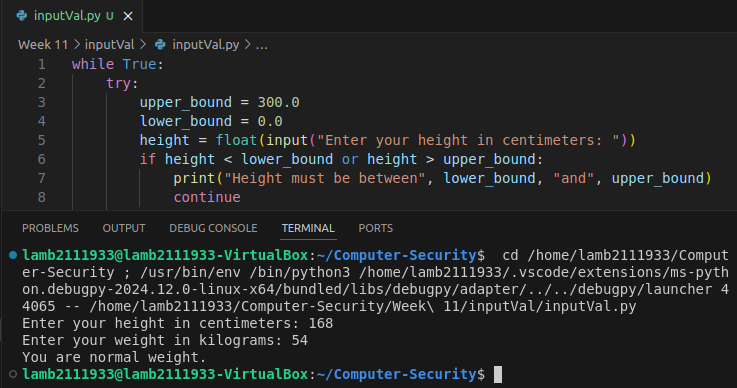 inputVal.py U ×
Week 11 > inputVal > inputVal.py > ...
1 while True:
2     try:
3         upper_bound = 300.0
4         lower_bound = 0.0
5         height = float(input("Enter your height in centimeters: "))
6         if height < lower_bound or height > upper_bound:
7             print("Height must be between", lower_bound, "and", upper_bound)
8             continue
PROBLEMS OUTPUT DEBUG CONSOLE TERMINAL PORTS
lamb2111933@lamb2111933-VirtualBox:~/Computer-Security$  cd /home/lamb2111933/Comput
er-Security ; /usr/bin/env /bin/python3 /home/lamb2111933/.vscode/extensions/ms-pyth
on.debugpy-2024.12.0-linux-x64/bundled/libs/debugpy/adapter/../../debugpy/launcher 4
4065 -- /home/lamb2111933/Computer-Security/Week\ 11/inputVal/inputVal.py
Enter your height in centimeters: 168
Enter your weight in kilograms: 54
You are normal weight.
lamb2111933@lamb2111933-VirtualBox:~/Computer-Security$